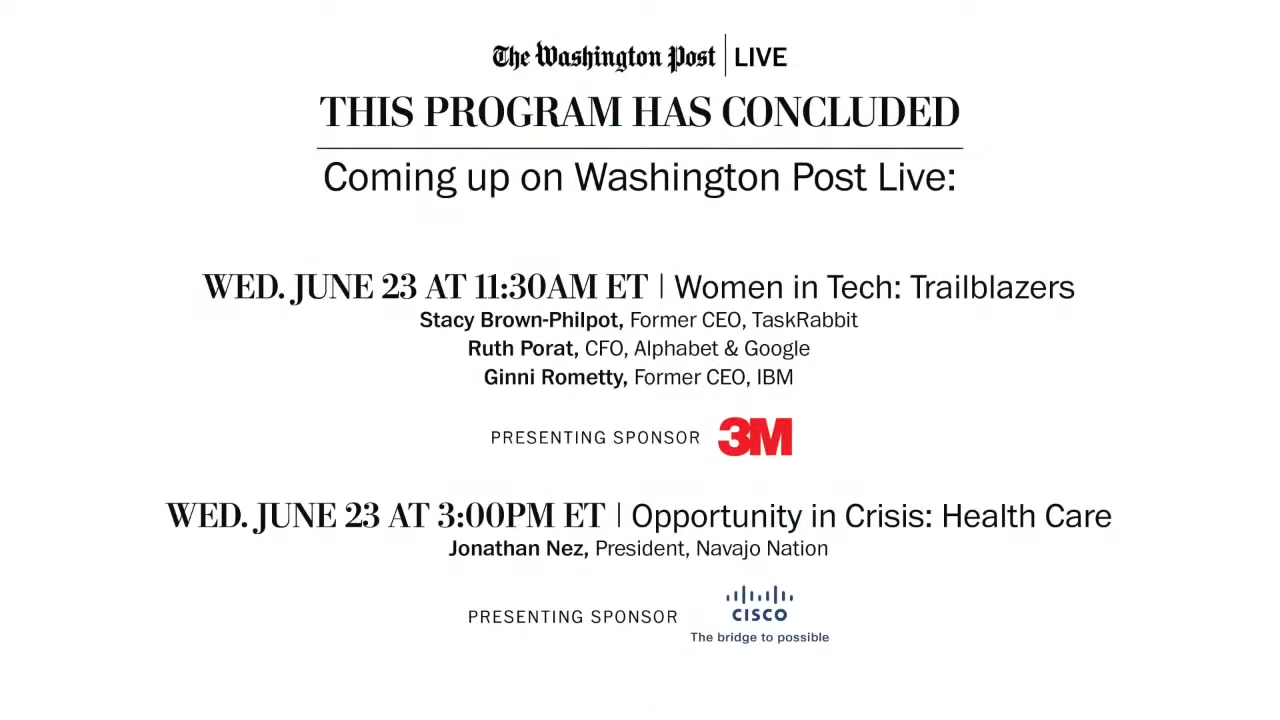 The Washington Post | LIVE
THIS PROGRAM HAS CONCLUDED
Coming up on Washington Post Live:
WED. JUNE 23 AT 11:30AM ET | Women in Tech: Trailblazers
Stacy Brown-Philpot, Former CEO, TaskRabbit
Ruth Porat, CFO, Alphabet & Google
Ginni Rometty, Former CEO, IBM
PRESENTING SPONSOR 3M
WED. JUNE 23 AT 3:00PM ET | Opportunity in Crisis: Health Care
Jonathan Nez, President, Navajo Nation
PRESENTING SPONSOR CISCO
The bridge to possible